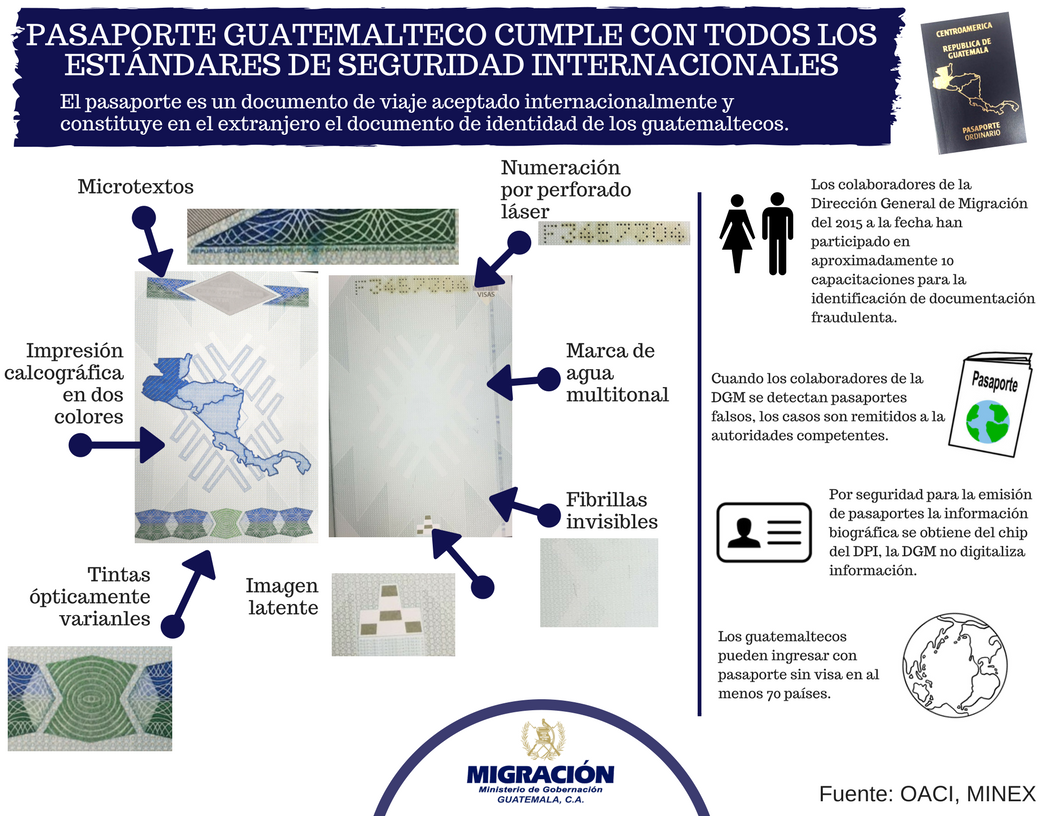 PASAPORTE GUATEMALTECO CUMPLE CON TODOS LOS
ESTÁNDARES DE SEGURIDAD INTERNACIONALES
El pasaporte es un documento de viaje aceptado internacionalmente y
constituye en el extranjero el documento de identidad de los guatemaltecos.
CENTROAMERICA
REPUBLICA DE
GUATEMALA
PASAPORTE
ORDINARIO
Microtextos
Numeración
por perforado
láser
VISAS
Impresión
calcográfica
en dos
colores
Marca de
agua
multitonal
Fibrillas
invisibles
Tintas
ópticamente
varianles
Imagen
latente
Los colaboradores de la
Dirección General de Migración
del 2015 a la fecha han
participado en
aproximadamente 10
capacitaciones para la
identificación de documentación
fraudulenta.
Cuando los colaboradores de la
DGM se detectan pasaportes
falsos, los casos son remitidos a la
autoridades competentes.
Pasaporte
Por seguridad para la emisión
de pasaportes la información
biográfica se obtiene del chip
del DPI, la DGM no digitaliza
información.
Los guatemaltecos
pueden ingresar con
pasaporte sin visa en al
menos 70 países.
MIGRACIÓN
Ministerio de Gobernación
GUATEMALA, C.A.
Fuente: OACI, MINEX